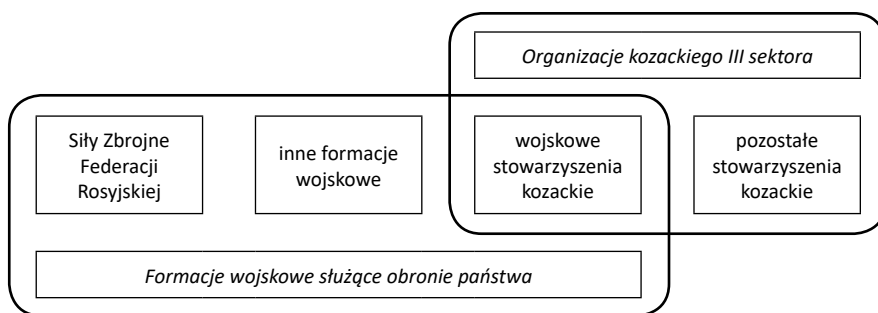 Organizacje kozackiego III sektora
Siły Zbrojne
Federacji
Rosyjskiej
inne formacje
wojskowe
wojskowe
stowarzyszenia
kozackie
pozostałe
stowarzyszenia
kozackie
Formacje wojskowe służące obronie państwa